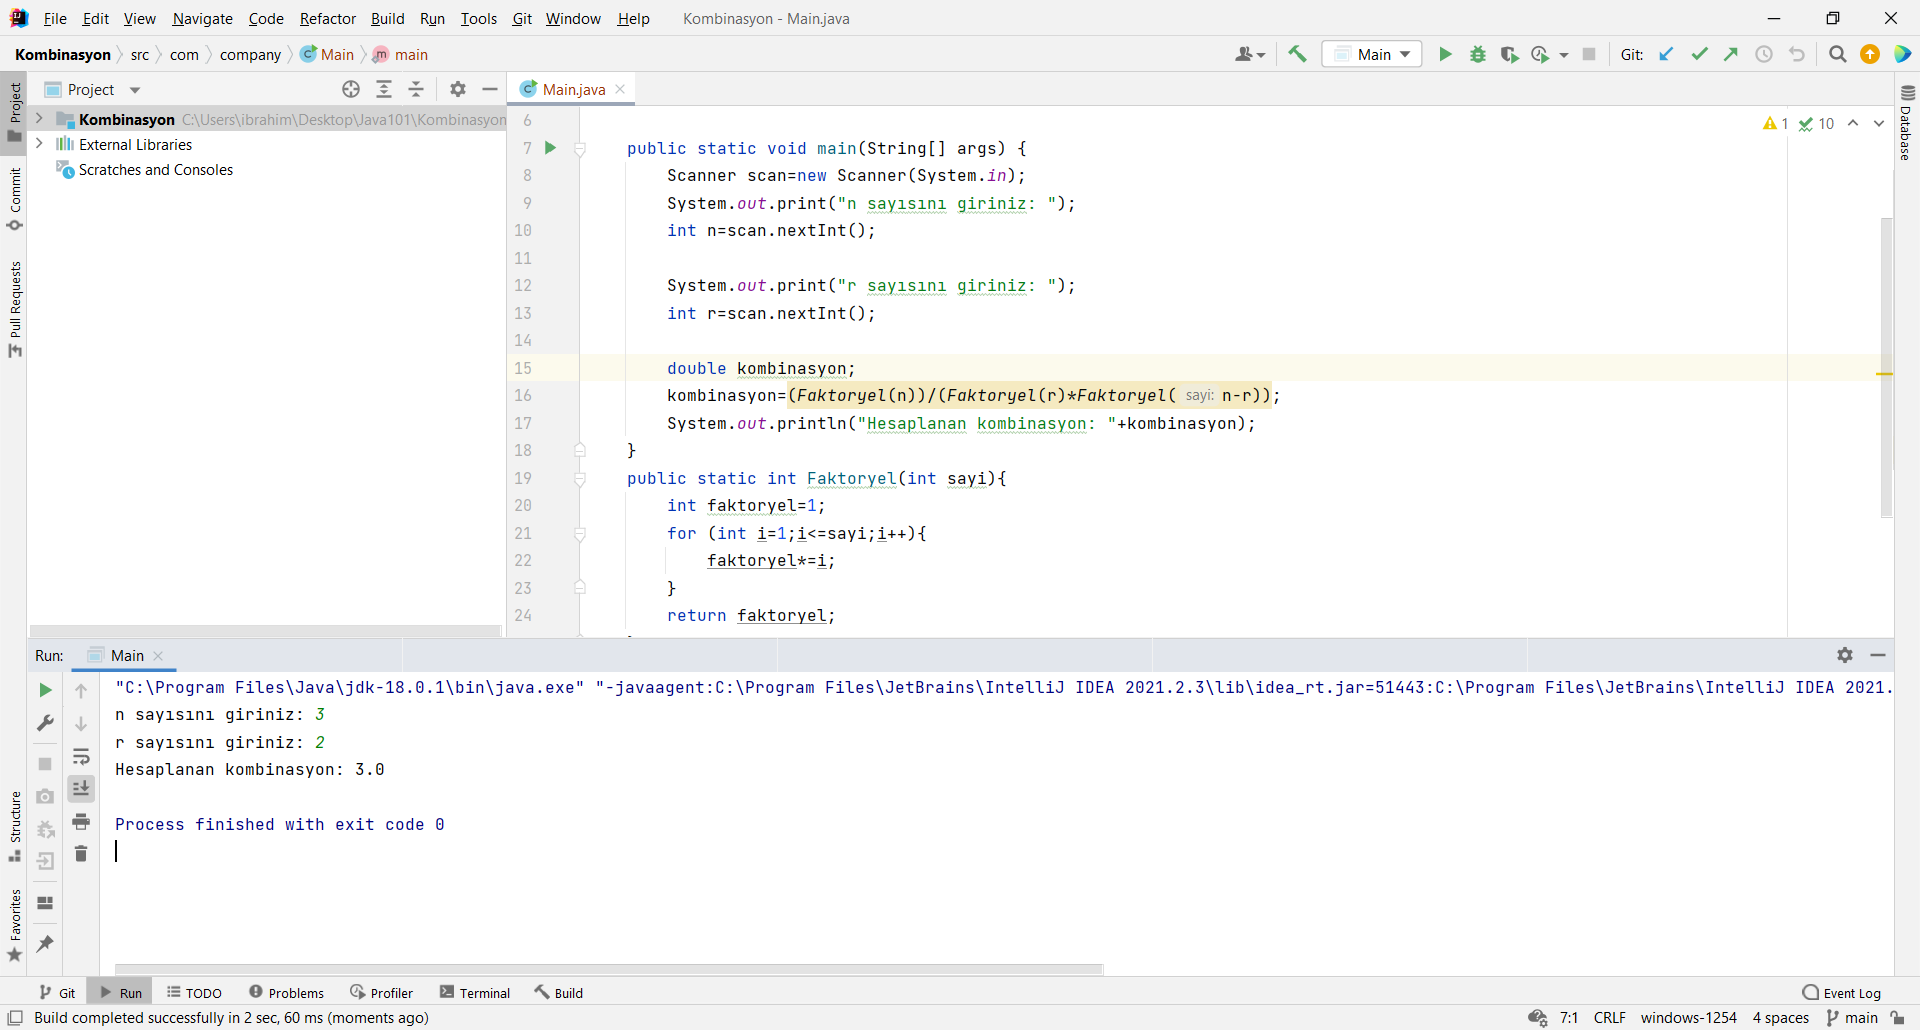 File Edit View Navigate Code Refactor Build Run Tools Git Window Help Kombinasyon - Main.java
Kombinasyon src com company Main main
Main Git:
Project
Main.java
Kombinasyon C:\Users\ibrahim\Desktop\Java101\Kombinasyon
External Libraries
Scratches and Consoles
Project
Commit
Pull Requests
Structure
Favorites
Database
1 10
6
7 public static void main(String[] args) {
8 Scanner scan=new Scanner(System.in);
9 System.out.print("n sayısını giriniz: ");
10 int n=scan.nextInt();
11
12 System.out.print("r sayısını giriniz: ");
13 int r=scan.nextInt();
14
15 double kombinasyon;
16 kombinasyon=(Faktoryel(n))/(Faktoryel(r)*Faktoryel( sayi: n-r));
17 System.out.println("Hesaplanan kombinasyon: "+kombinasyon);
18 }
19 public static int Faktoryel(int sayi){
20 int faktoryel=1;
21 for (int i=1;i<=sayi;i++){
22 faktoryel*=i;
23 }
24 return faktoryel;
Run: Main
"C:\Program Files\Java\jdk-18.0.1\bin\java.exe" "-javaagent:C:\Program Files\JetBrains\IntelliJ IDEA 2021.2.3\lib\idea_rt.jar=51443:C:\Program Files\JetBrains\IntelliJ IDEA 2021.
n sayısını giriniz: 3
r sayısını giriniz: 2
Hesaplanan kombinasyon: 3.0
Process finished with exit code 0
Git Run TODO Problems Profiler Terminal Build Event Log
Build completed successfully in 2 sec, 60 ms (moments ago) 7:1 CRLF windows-1254 4 spaces main